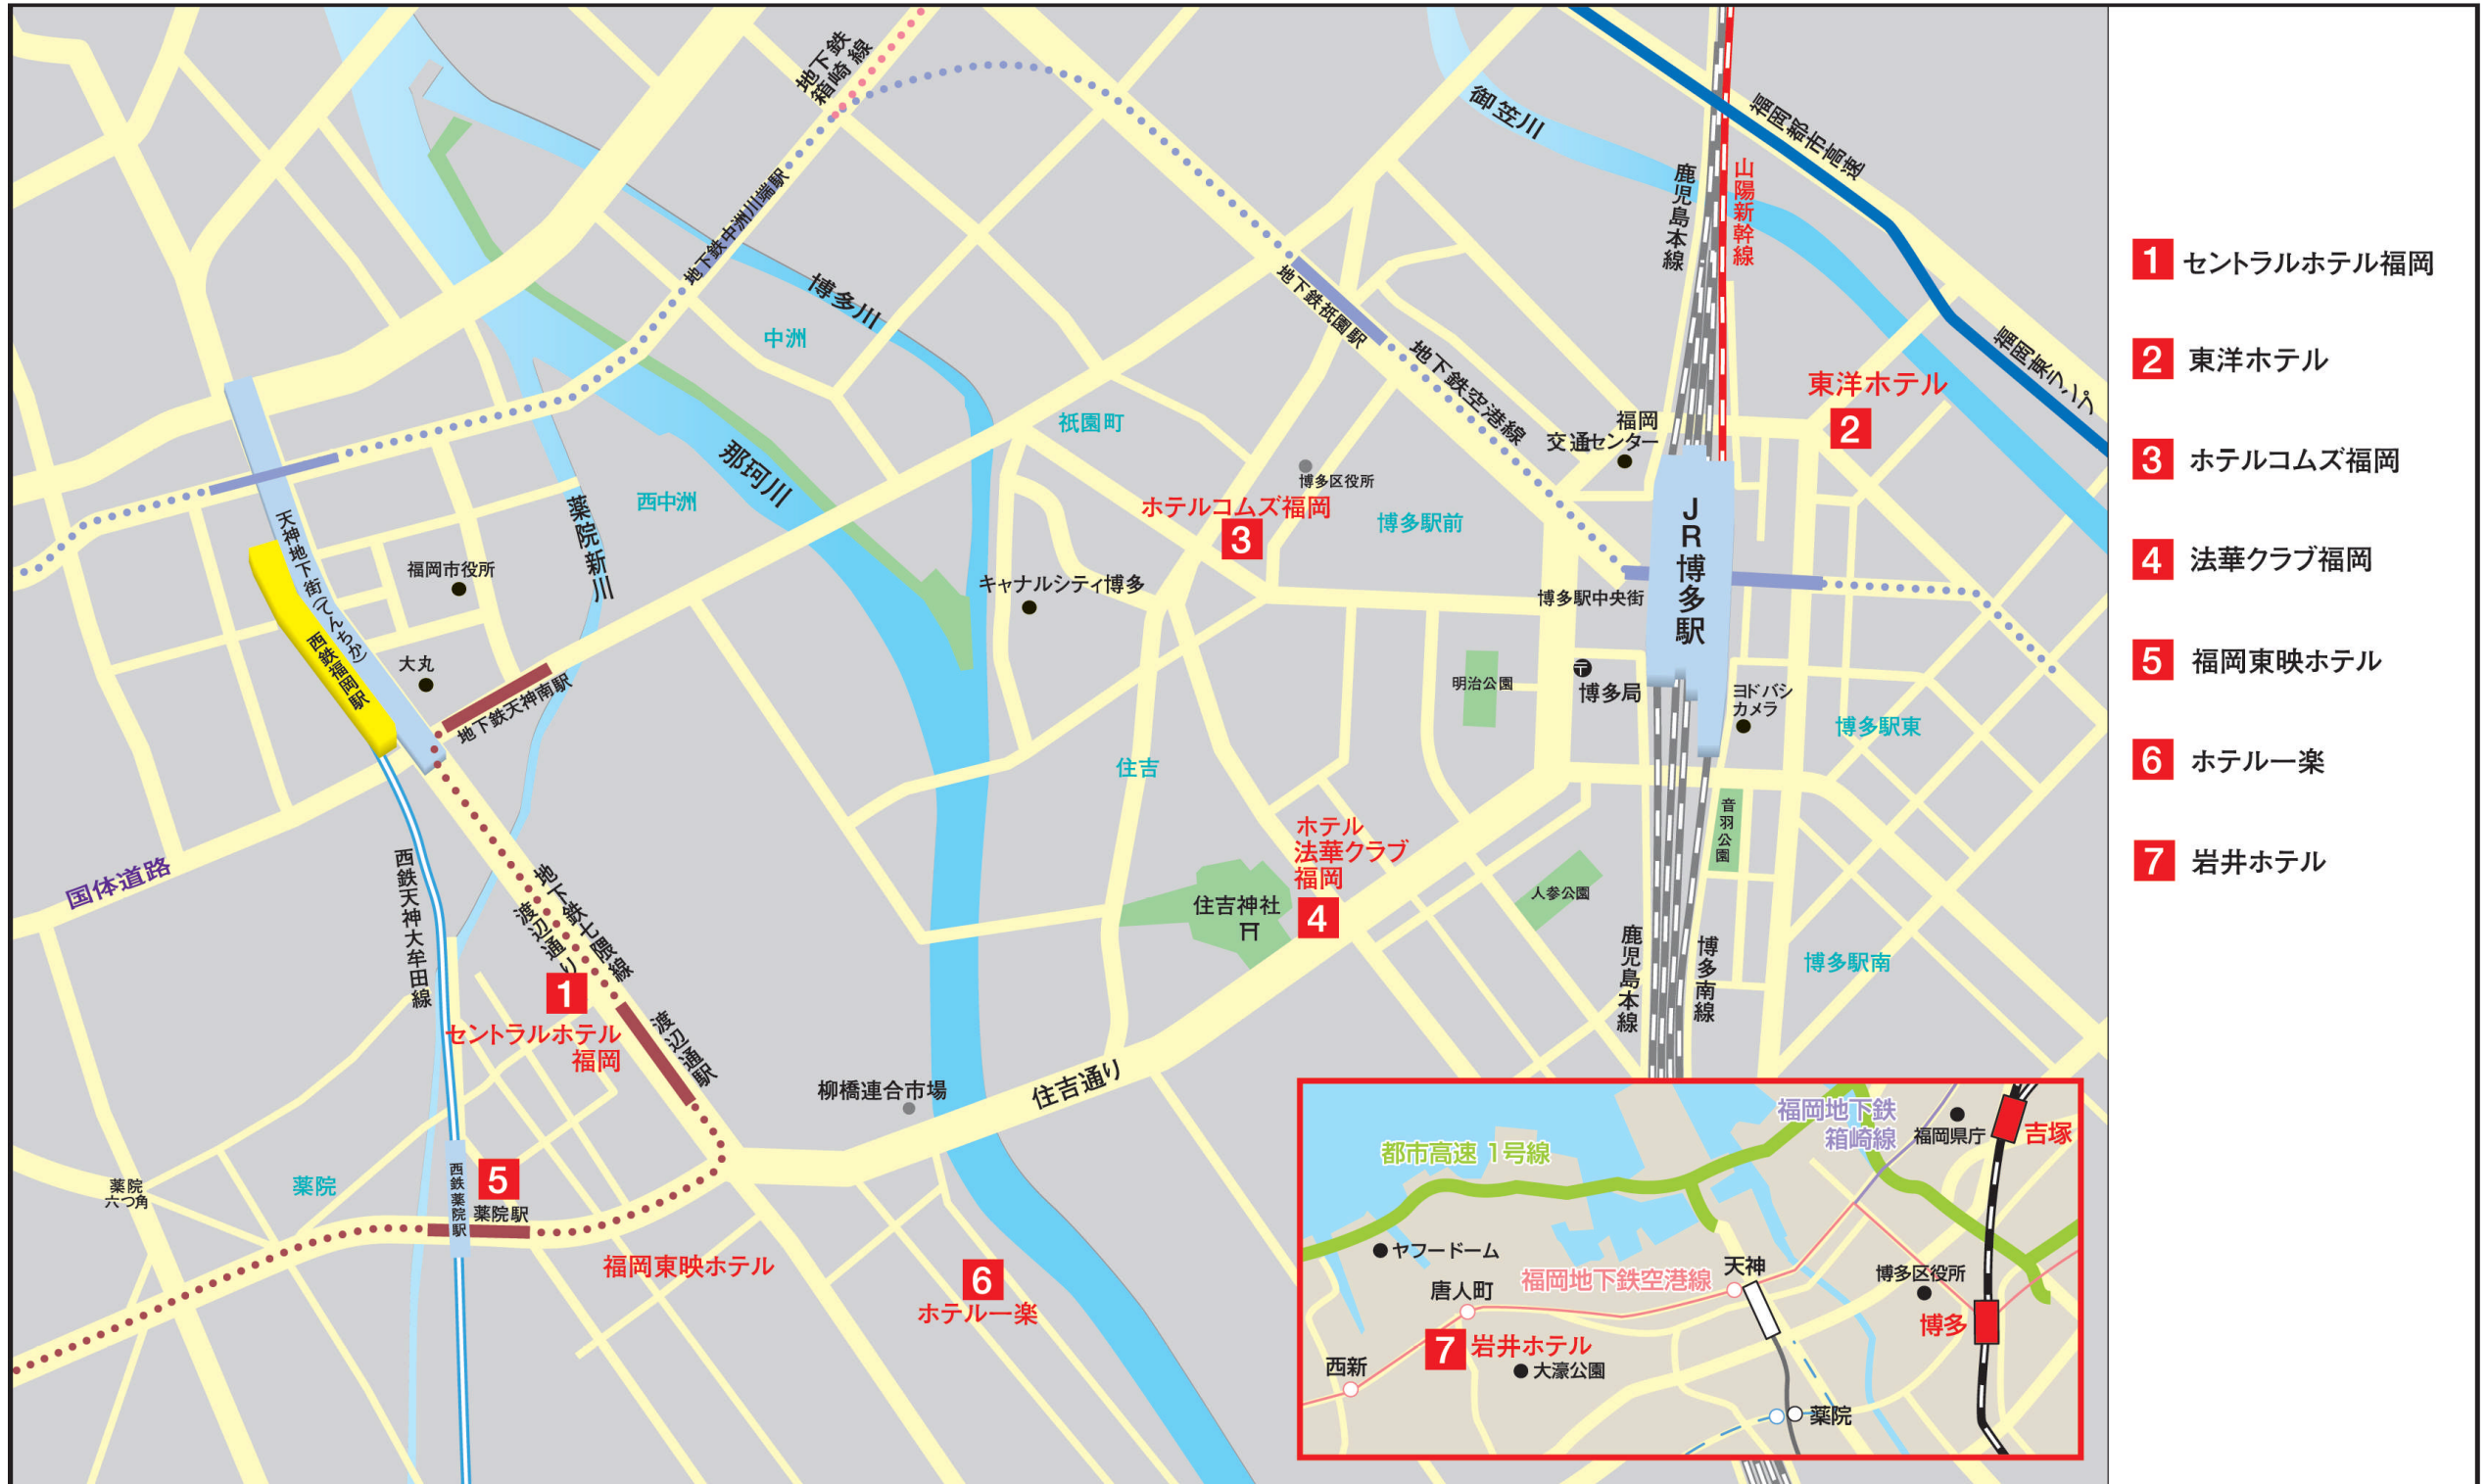 地下鉄
箱崎線
御笠川
福岡都市高速
鹿児島本線
山陽新幹線
地下鉄中洲川端駅
博多川
中洲
地下鉄祇園駅
地下鉄空港線
福岡東ランプ
東洋ホテル
2
福岡
交通センター
祇園町
博多区役所
ホテルコムズ福岡
3
博多駅前
那珂川
西中洲
薬院新川
天神地下街(てんちか)
西鉄福岡駅
福岡市役所
大丸
地下鉄天神南駅
キャナルシティ博多
JR博多駅
博多駅中央街
〒
博多局
明治公園
ヨドバシ
カメラ
博多駅東
住吉
音羽公園
ホテル
法華クラブ
福岡
4
住吉神社
人参公園
国体道路
西鉄天神大牟田線
地下鉄七隈線
渡辺通り
1
セントラルホテル
福岡
渡辺通駅
鹿児島本線
博多南線
博多駅南
柳橋連合市場
住吉通り
薬院
六つ角
薬院
西鉄薬院駅
5
薬院駅
福岡東映ホテル
6
ホテル一楽
都市高速 1号線
福岡地下鉄
箱崎線
福岡県庁
吉塚
ヤフードーム
福岡地下鉄空港線
天神
唐人町
博多区役所
博多
7
岩井ホテル
西新
大濠公園
薬院
1 セントラルホテル福岡
2 東洋ホテル
3 ホテルコムズ福岡
4 法華クラブ福岡
5 福岡東映ホテル
6 ホテル一楽
7 岩井ホテル